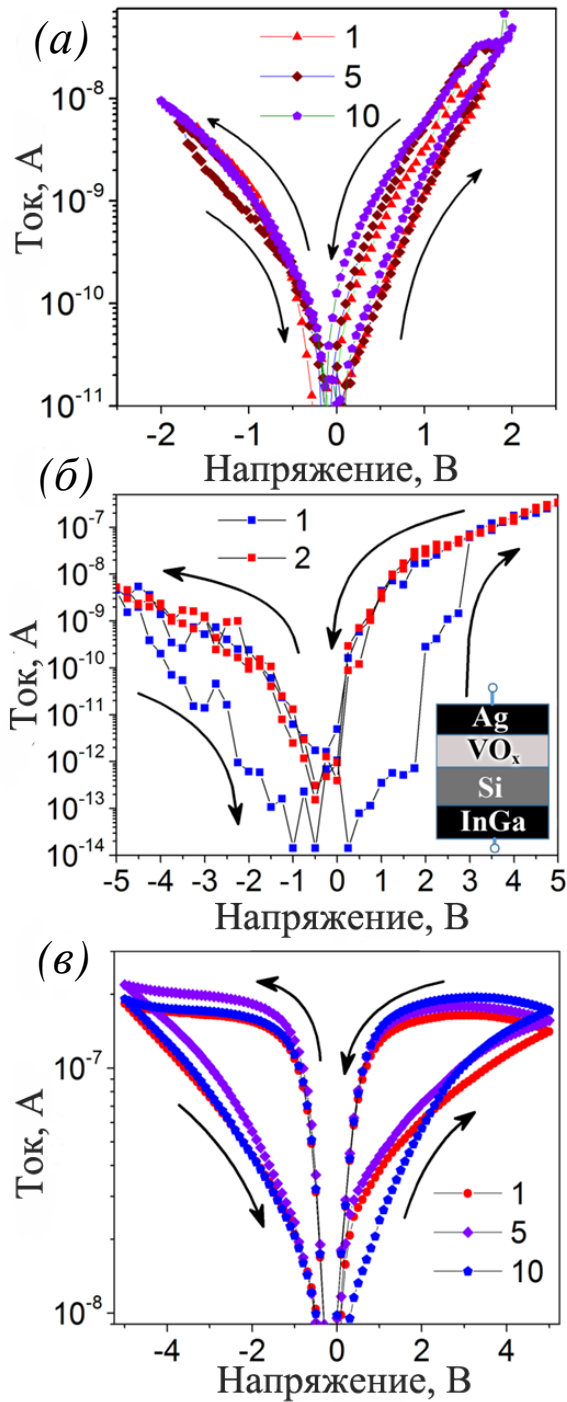 (а)
1
5
10
10⁻⁸
10⁻⁹
10⁻¹⁰
10⁻¹¹
Ток, А
-2 -1 0 1 2
Напряжение, В
(б)
1
2
10⁻⁷
10⁻⁸
10⁻⁹
10⁻¹⁰
10⁻¹¹
10⁻¹²
10⁻¹³
10⁻¹⁴
Ток, А
Ag
VOₓ
Si
InGa
-5 -4 -3 -2 -1 0 1 2 3 4 5
Напряжение, В
(в)
10⁻⁷
10⁻⁸
Ток, А
1
5
10
-4 -2 0 2 4
Напряжение, В